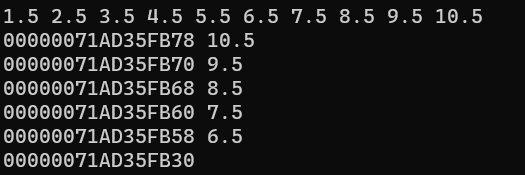 1.5 2.5 3.5 4.5 5.5 6.5 7.5 8.5 9.5 10.5
00000071AD35FB78 10.5
00000071AD35FB70 9.5
00000071AD35FB68 8.5
00000071AD35FB60 7.5
00000071AD35FB58 6.5
00000071AD35FB30